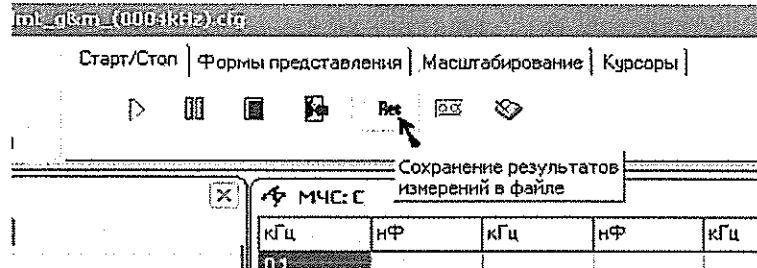 Старт/Стоп Формы представления Масштабирование Курсоры
Rec
Сохранение результатов
измерений в файле
МЧС: С
кГц нФ кГц нФ кГц
0.1